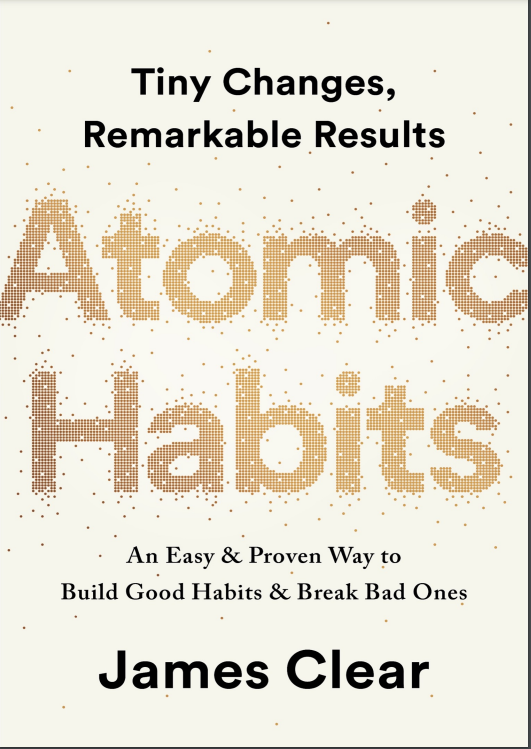 Tiny Changes,
Remarkable Results
Atomic
Habits
An Easy & Proven Way to
Build Good Habits & Break Bad Ones
James Clear